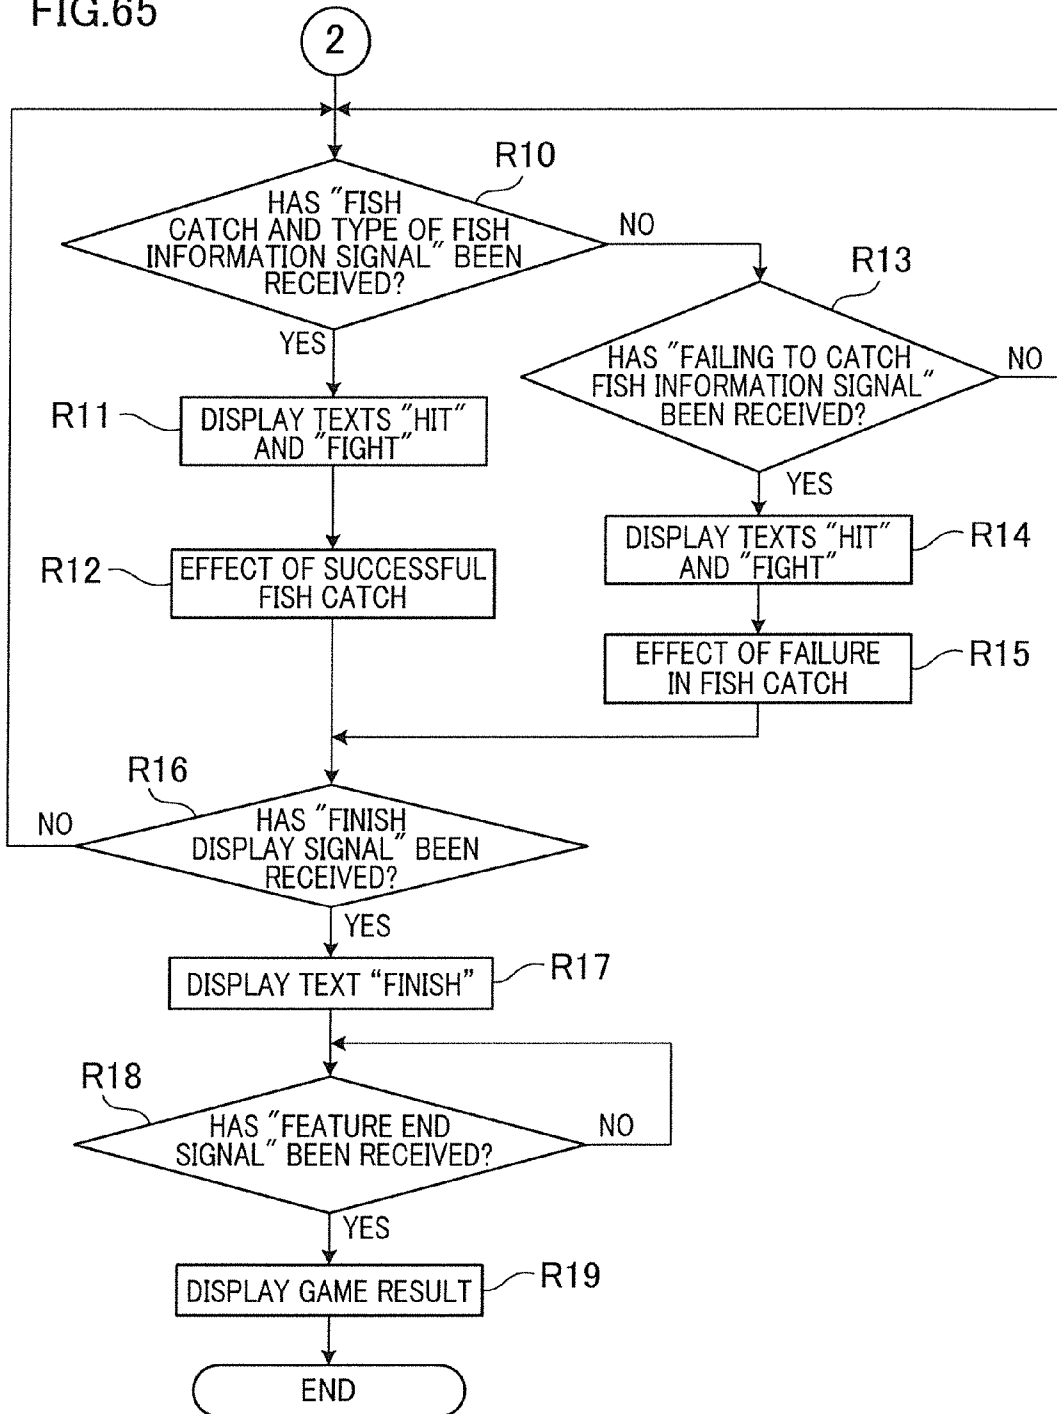 FIG.65
2
R10
HAS "FISH
CATCH AND TYPE OF FISH
INFORMATION SIGNAL" BEEN
RECEIVED?
NO
YES
R13
HAS "FAILING TO CATCH
FISH INFORMATION SIGNAL"
BEEN RECEIVED?
NO
YES
R11
DISPLAY TEXTS "HIT"
AND "FIGHT"
R12
EFFECT OF SUCCESSFUL
FISH CATCH
DISPLAY TEXTS "HIT"
AND "FIGHT"
R14
EFFECT OF FAILURE
IN FISH CATCH
R15
R16
HAS "FINISH
DISPLAY SIGNAL" BEEN
RECEIVED?
NO
YES
DISPLAY TEXT “FINISH”
R17
R18
HAS "FEATURE END
SIGNAL" BEEN RECEIVED?
NO
YES
DISPLAY GAME RESULT
R19
END